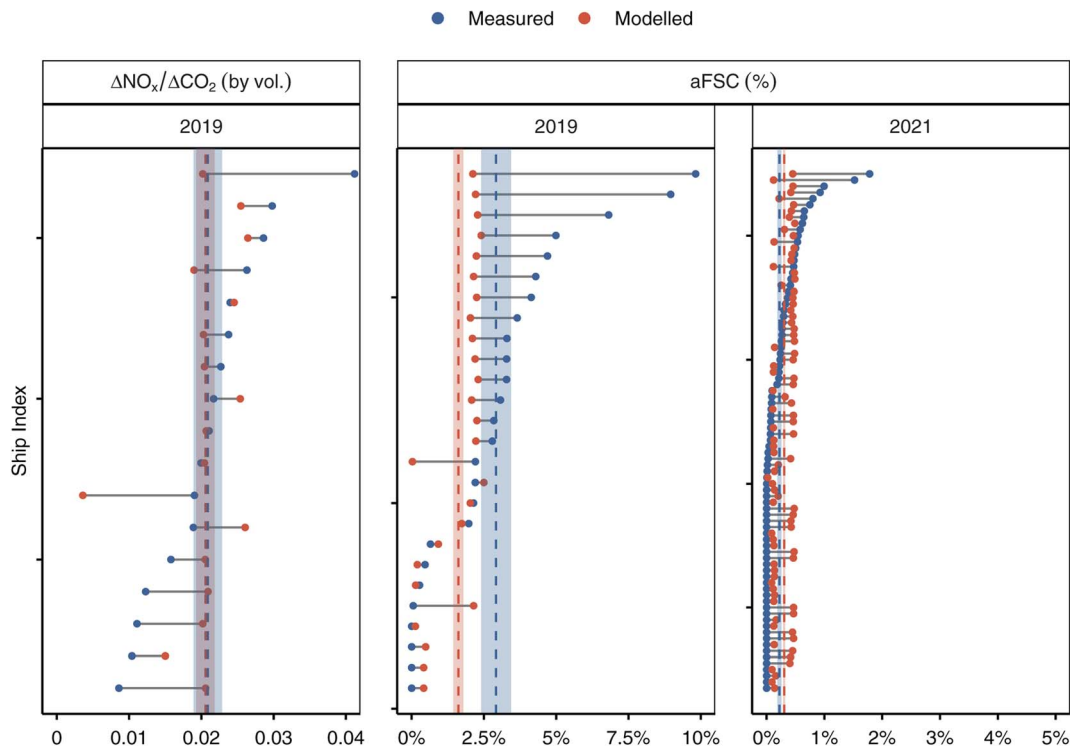 Measured Modelled
ΔNOx/ΔCO2 (by vol.)
aFSC (%)
2019
2019
2021
Ship Index
0 0.01 0.02 0.03 0.04
0% 2.5% 5% 7.5% 10%
0% 1% 2% 3% 4% 5%